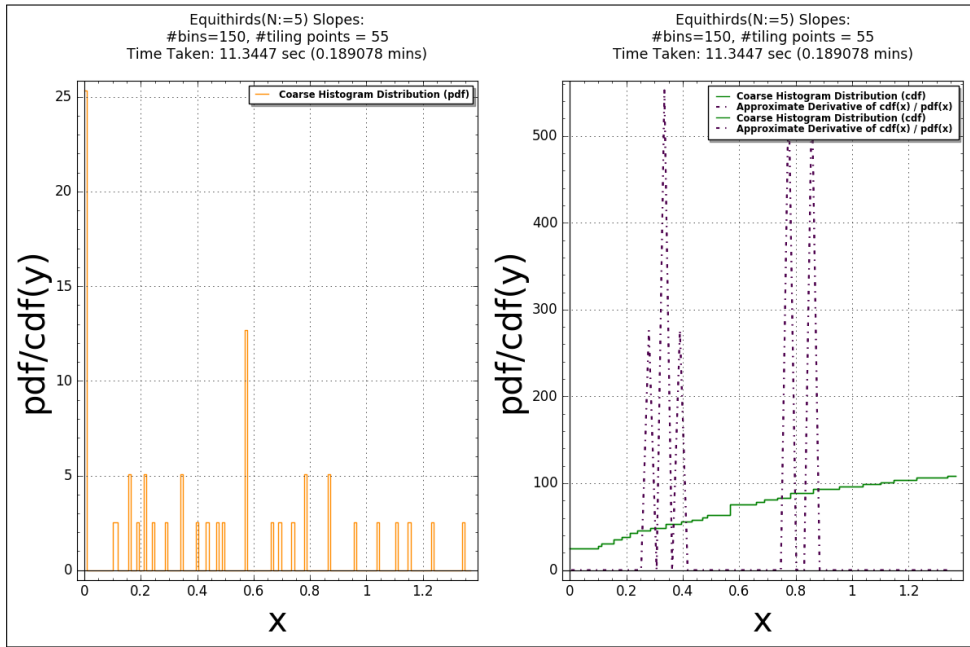 Equithirds(N:=5) Slopes:
#bins=150, #tiling points = 55
Time Taken: 11.3447 sec (0.189078 mins)
Coarse Histogram Distribution (pdf)
25
20
15
10
5
0
0 0.2 0.4 0.6 0.8 1 1.2
pdf/cdf(y)
x
Equithirds(N:=5) Slopes:
#bins=150, #tiling points = 55
Time Taken: 11.3447 sec (0.189078 mins)
Coarse Histogram Distribution (cdf)
Approximate Derivative of cdf(x) / pdf(x)
Coarse Histogram Distribution (cdf)
Approximate Derivative of cdf(x) / pdf(x)
500
400
300
200
100
0
0 0.2 0.4 0.6 0.8 1 1.2
pdf/cdf(y)
x